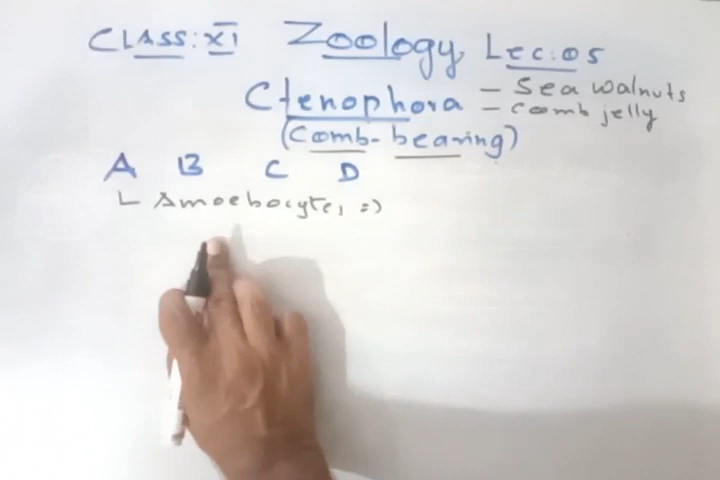 CLASS: XI Zoology Lec: 05
Ctenophora - Sea walnuts
- comb jelly
(Comb-bearing)
A B C D
Amoebocyte, =)